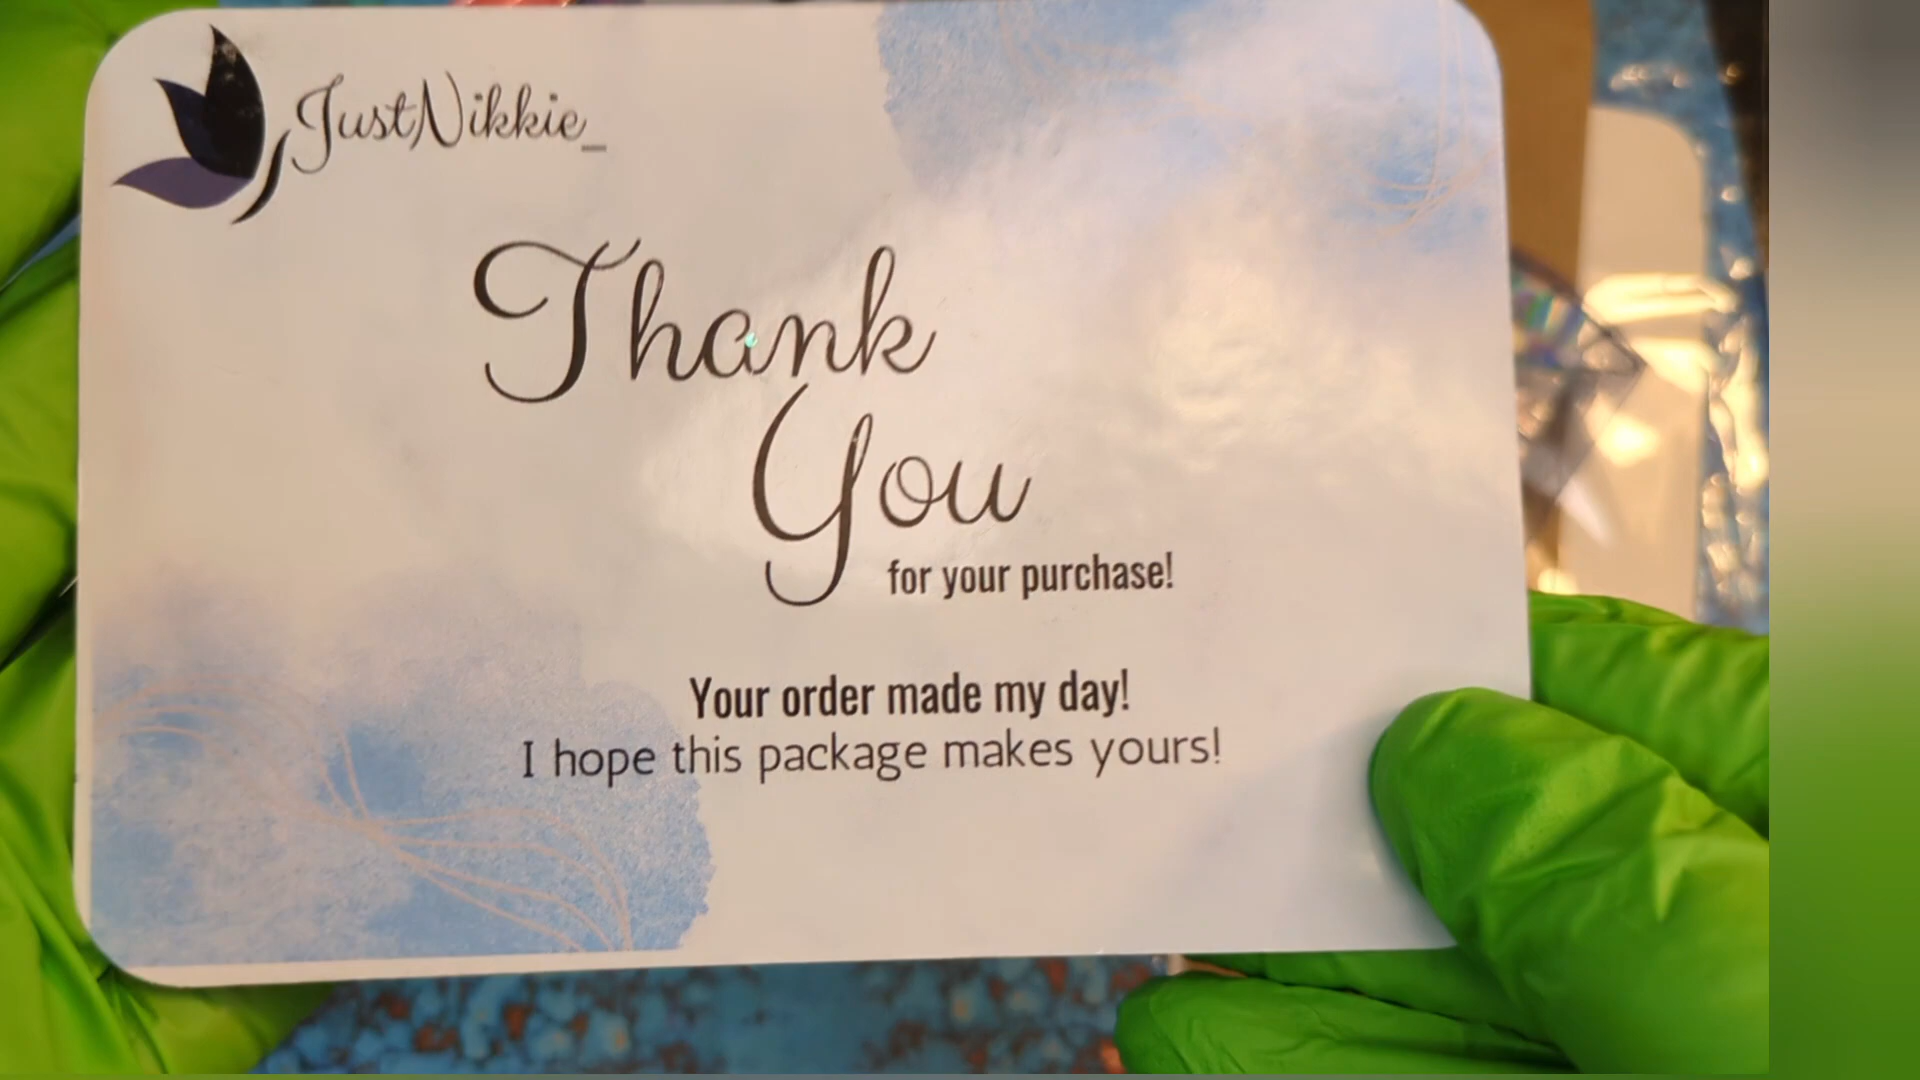 JustNikkie_
Thank
You
for your purchase!
Your order made my day!
I hope this package makes yours!